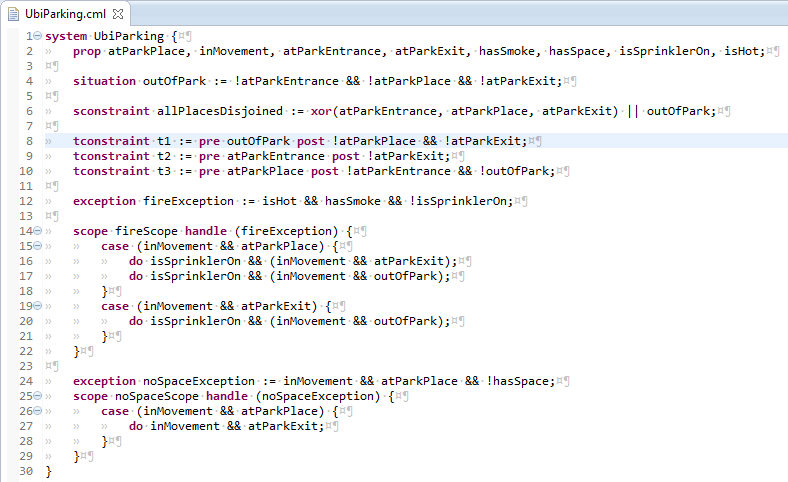 UbiParking.cml
1 system UbiParking {
2 prop atParkPlace, inMovement, atParkEntrance, atParkExit, hasSmoke, hasSpace, isSprinklerOn, isHot;
3
4 situation outOfPark := !atParkEntrance && !atParkPlace && !atParkExit;
5
6 sconstraint allPlacesDisjoined := xor(atParkEntrance, atParkPlace, atParkExit) || outOfPark;
7
8 tconstraint t1 := pre outOfPark post !atParkPlace && !atParkExit;
9 tconstraint t2 := pre atParkEntrance post !atParkExit;
10 tconstraint t3 := pre atParkPlace post !atParkEntrance && !outOfPark;
11
12 exception fireException := isHot && hasSmoke && !isSprinklerOn;
13
14 scope fireScope handle (fireException) {
15 case (inMovement && atParkPlace) {
16 do isSprinklerOn && (inMovement && atParkExit);
17 do isSprinklerOn && (inMovement && outOfPark);
18 }
19 case (inMovement && atParkExit) {
20 do isSprinklerOn && (inMovement && outOfPark);
21 }
22 }
23
24 exception noSpaceException := inMovement && atParkPlace && !hasSpace;
25 scope noSpaceScope handle (noSpaceException) {
26 case (inMovement && atParkPlace) {
27 do inMovement && atParkExit;
28 }
29 }
30 }